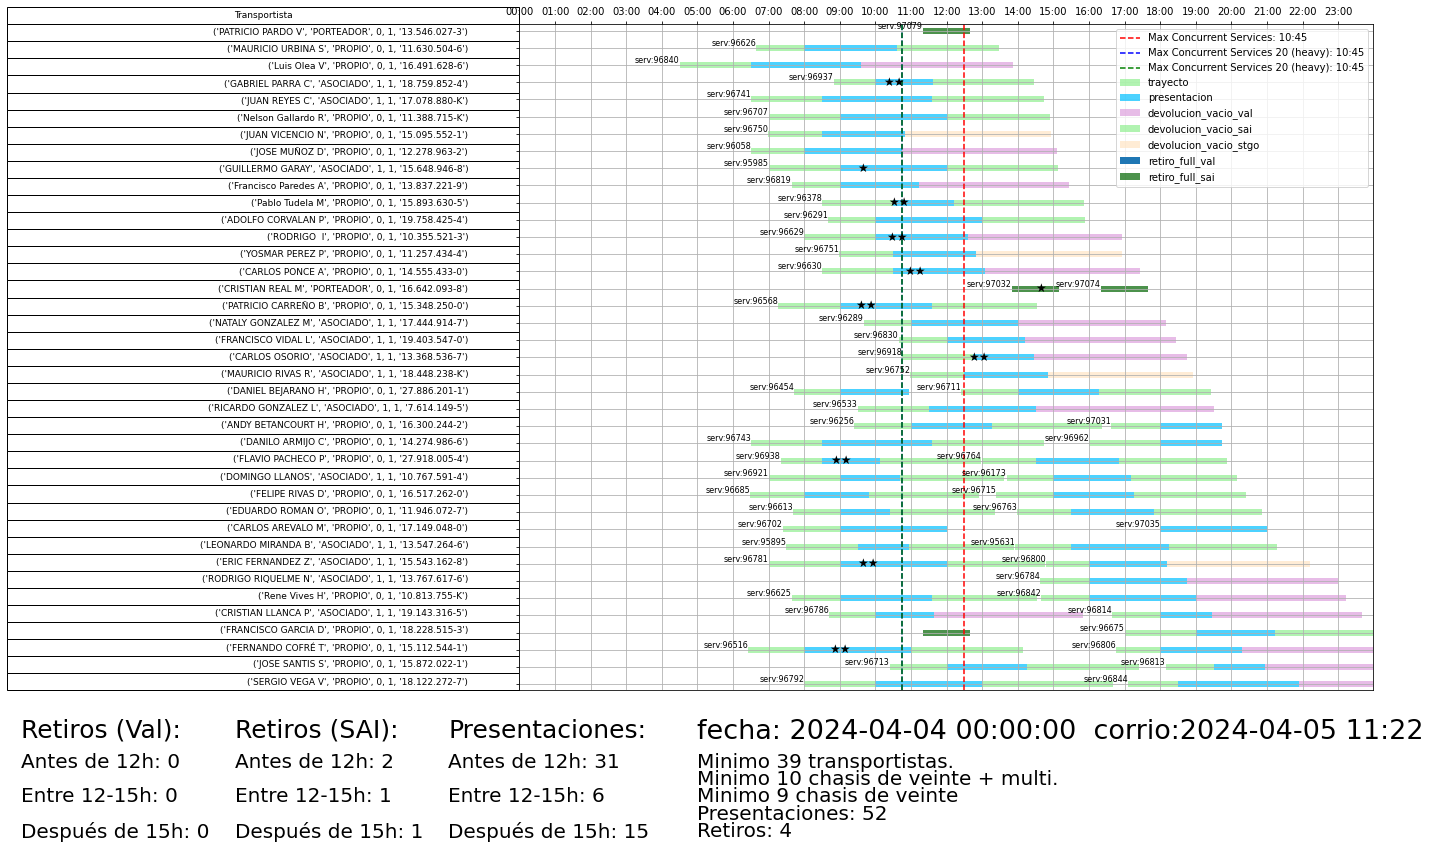 Transportista
00:00 01:00 02:00 03:00 04:00 05:00 06:00 07:00 08:00 09:00 10:00 11:00 12:00 13:00 14:00 15:00 16:00 17:00 18:00 19:00 20:00 21:00 22:00 23:00
('PATRICIO PARDO V', 'PORTEADOR', 0, 1, '13.546.027-3') serv:97079
('MAURICIO URBINA S', 'PROPIO', 0, 1, '11.630.504-6') serv:96626
('Luis Olea V', 'PROPIO', 0, 1, '16.491.628-6') serv:96840
('GABRIEL PARRA C', 'ASOCIADO', 1, 1, '18.759.852-4') serv:96937
('JUAN REYES C', 'ASOCIADO', 1, 1, '17.078.880-K') serv:96741
('Nelson Gallardo R', 'PROPIO', 0, 1, '11.388.715-K') serv:96707
('JUAN VICENCIO N', 'PROPIO', 0, 1, '15.095.552-1') serv:96750
('JOSE MUÑOZ D', 'PROPIO', 0, 1, '12.278.963-2') serv:96058
('GUILLERMO GARAY', 'ASOCIADO', 1, 1, '15.648.946-8') serv:95985
('Francisco Paredes A', 'PROPIO', 0, 1, '13.837.221-9') serv:96819
('Pablo Tudela M', 'PROPIO', 0, 1, '15.893.630-5') serv:96378
('ADOLFO CORVALAN P', 'PROPIO', 0, 1, '19.758.425-4') serv:96291
('RODRIGO  I', 'PROPIO', 0, 1, '10.355.521-3') serv:96629
('YOSMAR PEREZ P', 'PROPIO', 0, 1, '11.257.434-4') serv:96751
('CARLOS PONCE A', 'PROPIO', 0, 1, '14.555.433-0') serv:96630
('CRISTIAN REAL M', 'PORTEADOR', 0, 1, '16.642.093-8') serv:97032 serv:97074
('PATRICIO CARREÑO B', 'PROPIO', 0, 1, '15.348.250-0') serv:96568
('NATALY GONZALEZ M', 'ASOCIADO', 1, 1, '17.444.914-7') serv:96289
('FRANCISCO VIDAL L', 'ASOCIADO', 1, 1, '19.403.547-0') serv:96830
('CARLOS OSORIO', 'ASOCIADO', 1, 1, '13.368.536-7') serv:96918
('MAURICIO RIVAS R', 'ASOCIADO', 1, 1, '18.448.238-K') serv:96752
('DANIEL BEJARANO H', 'PROPIO', 0, 1, '27.886.201-1') serv:96454 serv:96711
('RICARDO GONZALEZ L', 'ASOCIADO', 1, 1, '7.614.149-5') serv:96533
('ANDY BETANCOURT H', 'PROPIO', 0, 1, '16.300.244-2') serv:96256 serv:97031
('DANILO ARMIJO C', 'PROPIO', 0, 1, '14.274.986-6') serv:96743 serv:96962
('FLAVIO PACHECO P', 'PROPIO', 0, 1, '27.918.005-4') serv:96938 serv:96764
('DOMINGO LLANOS', 'ASOCIADO', 1, 1, '10.767.591-4') serv:96921 serv:96173
('FELIPE RIVAS D', 'PROPIO', 0, 1, '16.517.262-0') serv:96685 serv:96715
('EDUARDO ROMAN O', 'PROPIO', 0, 1, '11.946.072-7') serv:96613 serv:96763
('CARLOS AREVALO M', 'PROPIO', 0, 1, '17.149.048-0') serv:96702 serv:97035
('LEONARDO MIRANDA B', 'ASOCIADO', 1, 1, '13.547.264-6') serv:95895 serv:95631
('ERIC FERNANDEZ Z', 'ASOCIADO', 1, 1, '15.543.162-8') serv:96781 serv:96800
('RODRIGO RIQUELME N', 'ASOCIADO', 1, 1, '13.767.617-6') serv:96784
('Rene Vives H', 'PROPIO', 0, 1, '10.813.755-K') serv:96625 serv:96842
('CRISTIAN LLANCA P', 'ASOCIADO', 1, 1, '19.143.316-5') serv:96786 serv:96814
('FRANCISCO GARCIA D', 'PROPIO', 0, 1, '18.228.515-3') serv:96675
('FERNANDO COFRÉ T', 'PROPIO', 0, 1, '15.112.544-1') serv:96516 serv:96806
('JOSE SANTIS S', 'PROPIO', 0, 1, '15.872.022-1') serv:96713 serv:96813
('SERGIO VEGA V', 'PROPIO', 0, 1, '18.122.272-7') serv:96792 serv:96844
Max Concurrent Services: 10:45
Max Concurrent Services 20 (heavy): 10:45
Max Concurrent Services 20 (heavy): 10:45
trayecto
presentacion
devolucion_vacio_val
devolucion_vacio_sai
devolucion_vacio_stgo
retiro_full_val
retiro_full_sai
Retiros (Val):
Antes de 12h: 0
Entre 12-15h: 0
Después de 15h: 0
Retiros (SAI):
Antes de 12h: 2
Entre 12-15h: 1
Después de 15h: 1
Presentaciones:
Antes de 12h: 31
Entre 12-15h: 6
Después de 15h: 15
fecha: 2024-04-04 00:00:00  corrio:2024-04-05 11:22
Minimo 39 transportistas.
Minimo 10 chasis de veinte + multi.
Minimo 9 chasis de veinte
Presentaciones: 52
Retiros: 4